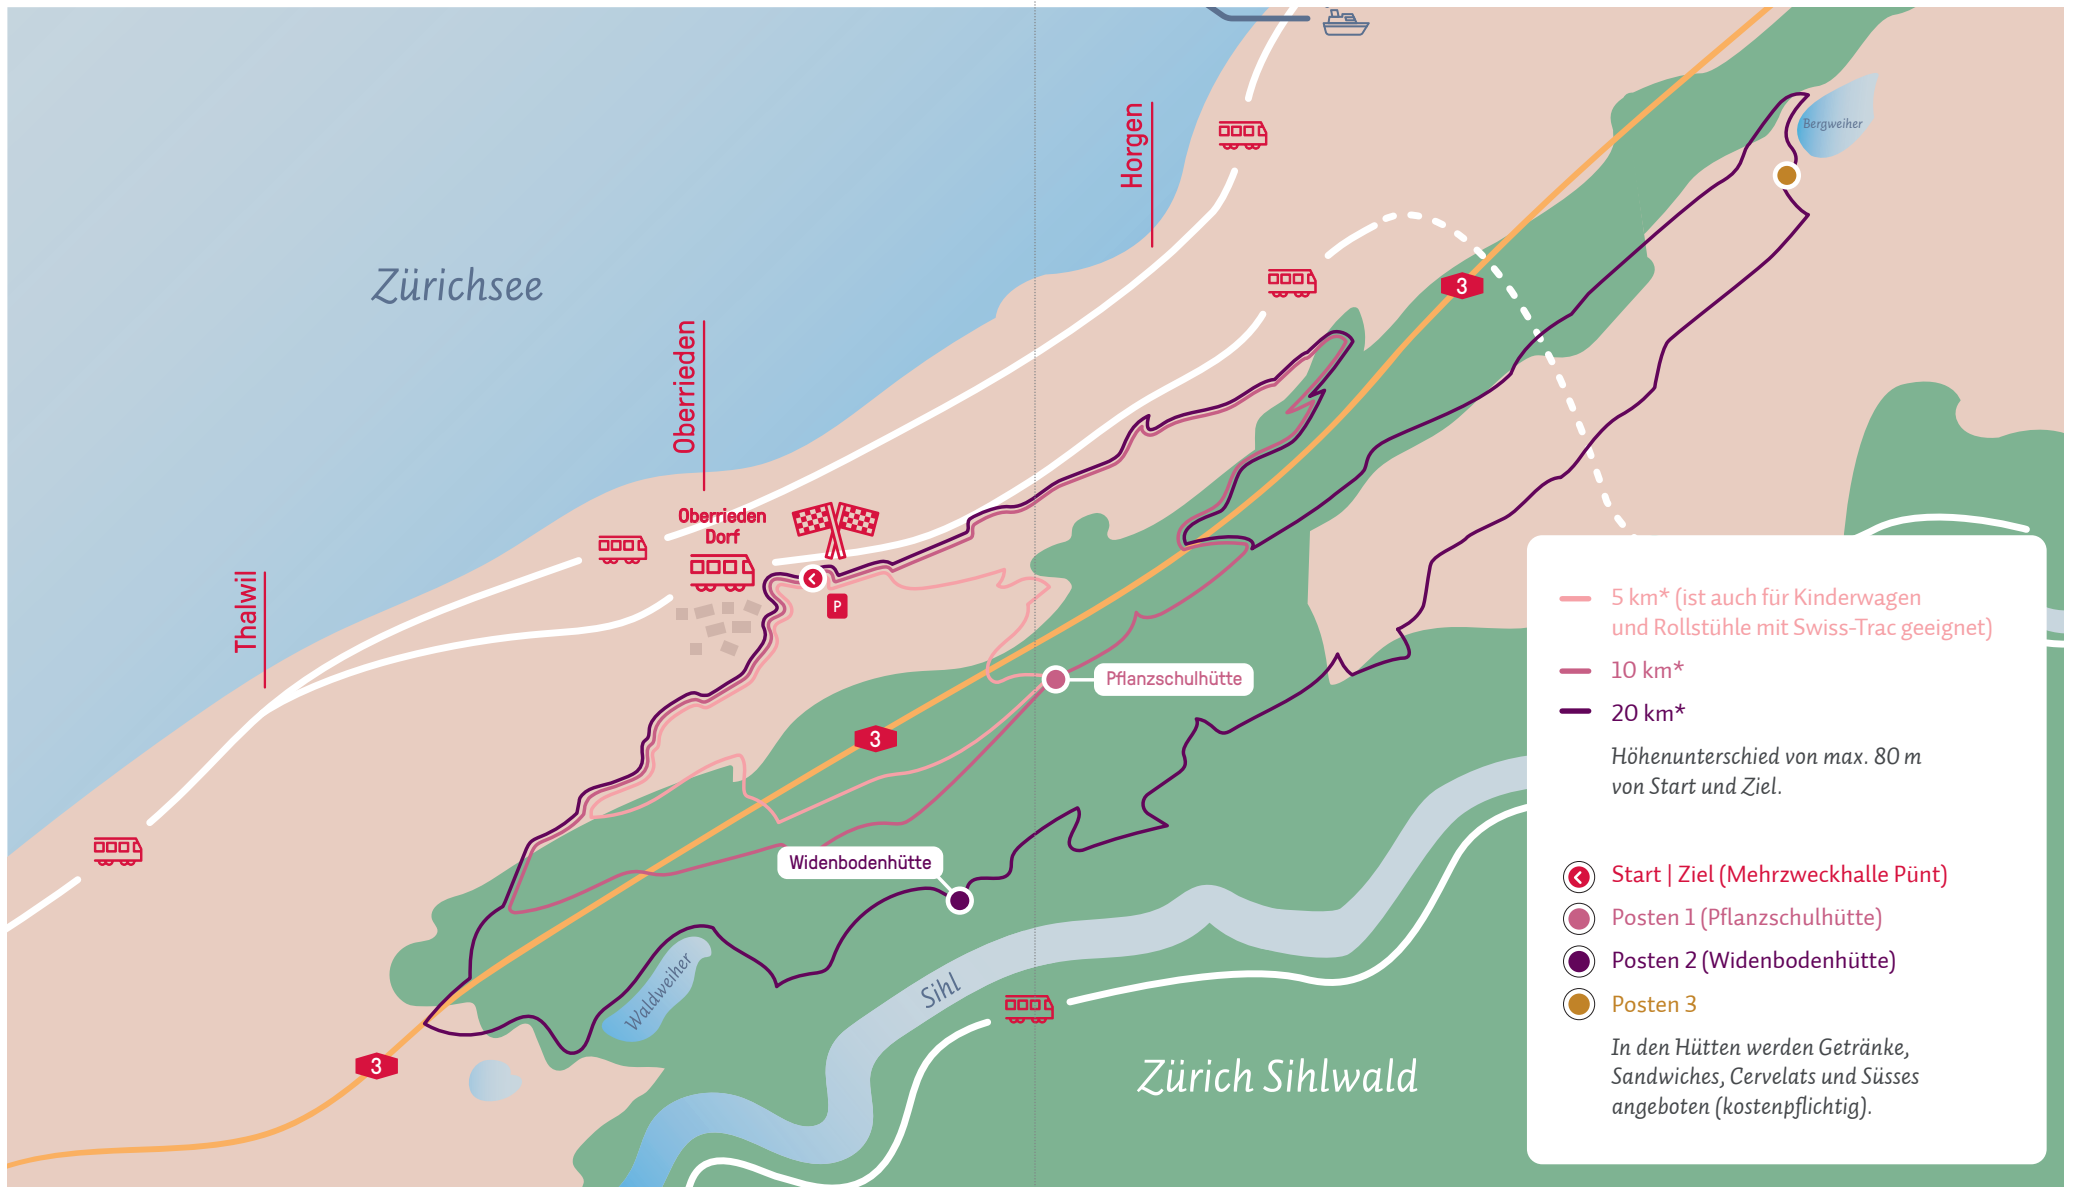 Bergweiher
Horgen
Zürichsee
3
Oberrieden
Oberrieden
Dorf
Thalwil
P
Pflanzschulhütte
3
Widenbodenhütte
Waldweiher
Sihl
3
Zürich Sihlwald
5 km* (ist auch für Kinderwagen
und Rollstühle mit Swiss-Trac geeignet)
10 km*
20 km*
Höhenunterschied von max. 80 m
von Start und Ziel.
Start | Ziel (Mehrzweckhalle Pünt)
Posten 1 (Pflanzschulhütte)
Posten 2 (Widenbodenhütte)
Posten 3
In den Hütten werden Getränke,
Sandwiches, Cervelats und Süsses
angeboten (kostenpflichtig).